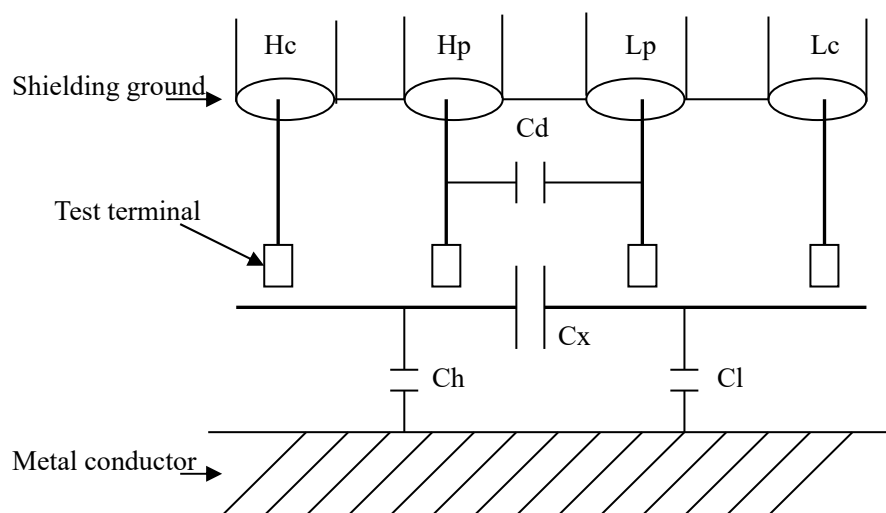 Hc
Hp
Lp
Lc
Shielding ground
Cd
Test terminal
Cx
Ch
Cl
Metal conductor